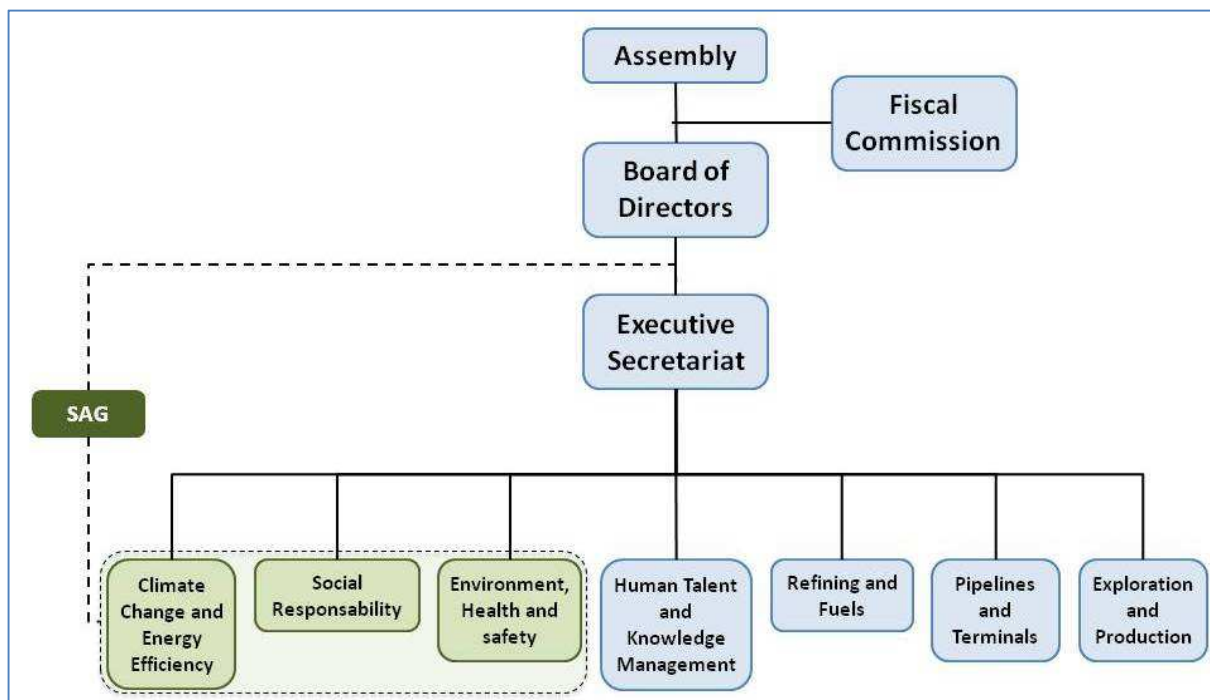 Assembly
Fiscal
Commission
Board of
Directors
Executive
Secretariat
SAG
Climate
Change and
Energy
Efficiency
Social
Responsability
Environment,
Health and
safety
Human Talent
and
Knowledge
Management
Refining and
Fuels
Pipelines
and
Terminals
Exploration
and
Production